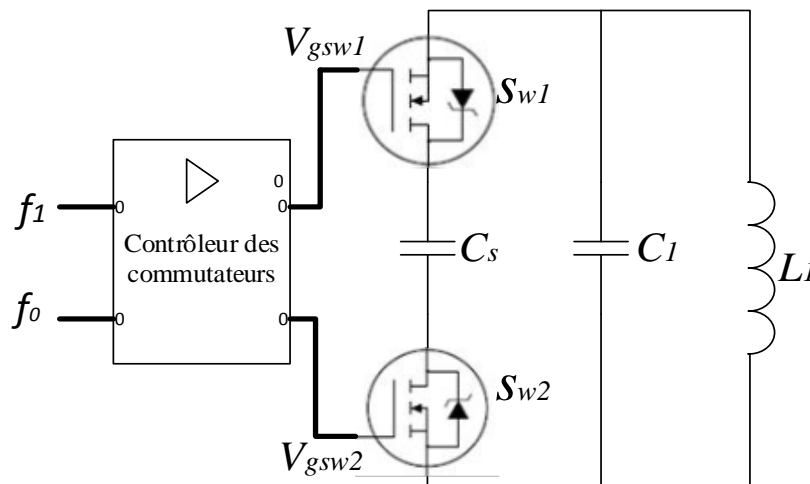 Vgsw1
Sw1
0
f1
0
0
Contrôleur des
commutateurs
Cs
C1
L1
f0
0
0
Sw2
Vgsw2